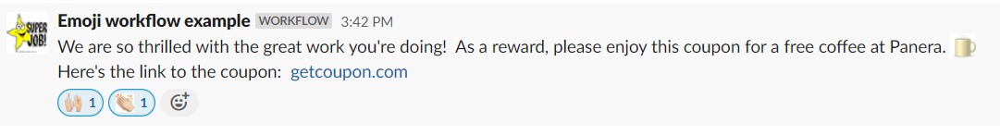 SUPER JOB!
Emoji workflow example WORKFLOW 3:42 PM
We are so thrilled with the great work you're doing!  As a reward, please enjoy this coupon for a free coffee at Panera.
Here's the link to the coupon:  getcoupon.com
1 1